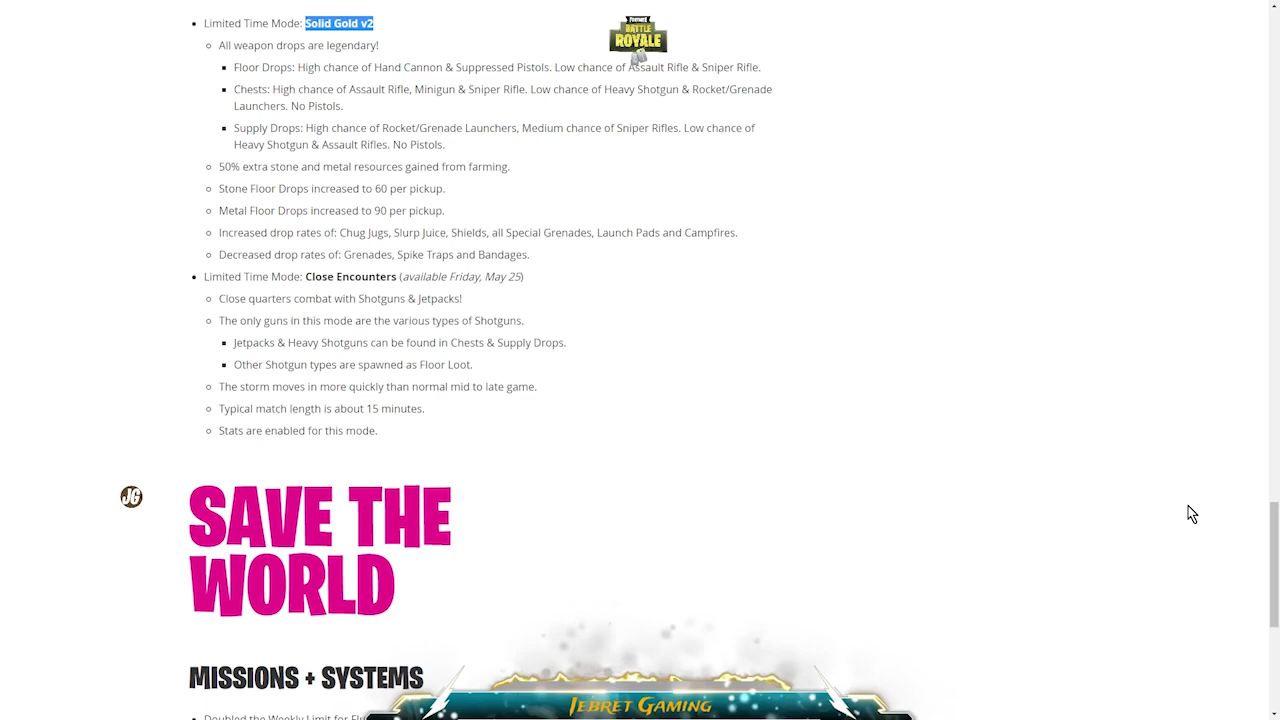 Limited Time Mode: Solid Gold v2
All weapon drops are legendary!
Floor Drops: High chance of Hand Cannon & Suppressed Pistols. Low chance of Assault Rifle & Sniper Rifle.
Chests: High chance of Assault Rifle, Minigun & Sniper Rifle. Low chance of Heavy Shotgun & Rocket/Grenade
Launchers. No Pistols.
Supply Drops: High chance of Rocket/Grenade Launchers, Medium chance of Sniper Rifles. Low chance of
Heavy Shotgun & Assault Rifles. No Pistols.
50% extra stone and metal resources gained from farming.
Stone Floor Drops increased to 60 per pickup.
Metal Floor Drops increased to 90 per pickup.
Increased drop rates of: Chug Jugs, Slurp Juice, Shields, all Special Grenades, Launch Pads and Campfires.
Decreased drop rates of: Grenades, Spike Traps and Bandages.
Limited Time Mode: Close Encounters (available Friday, May 25)
Close quarters combat with Shotguns & Jetpacks!
The only guns in this mode are the various types of Shotguns.
Jetpacks & Heavy Shotguns can be found in Chests & Supply Drops.
Other Shotgun types are spawned as Floor Loot.
The storm moves in more quickly than normal mid to late game.
Typical match length is about 15 minutes.
Stats are enabled for this mode.
FORTNITE
BATTLE
ROYALE
JG
SAVE THE
WORLD
MISSIONS + SYSTEMS
Doubled the Weekly Limit for
JEBRET GAMING